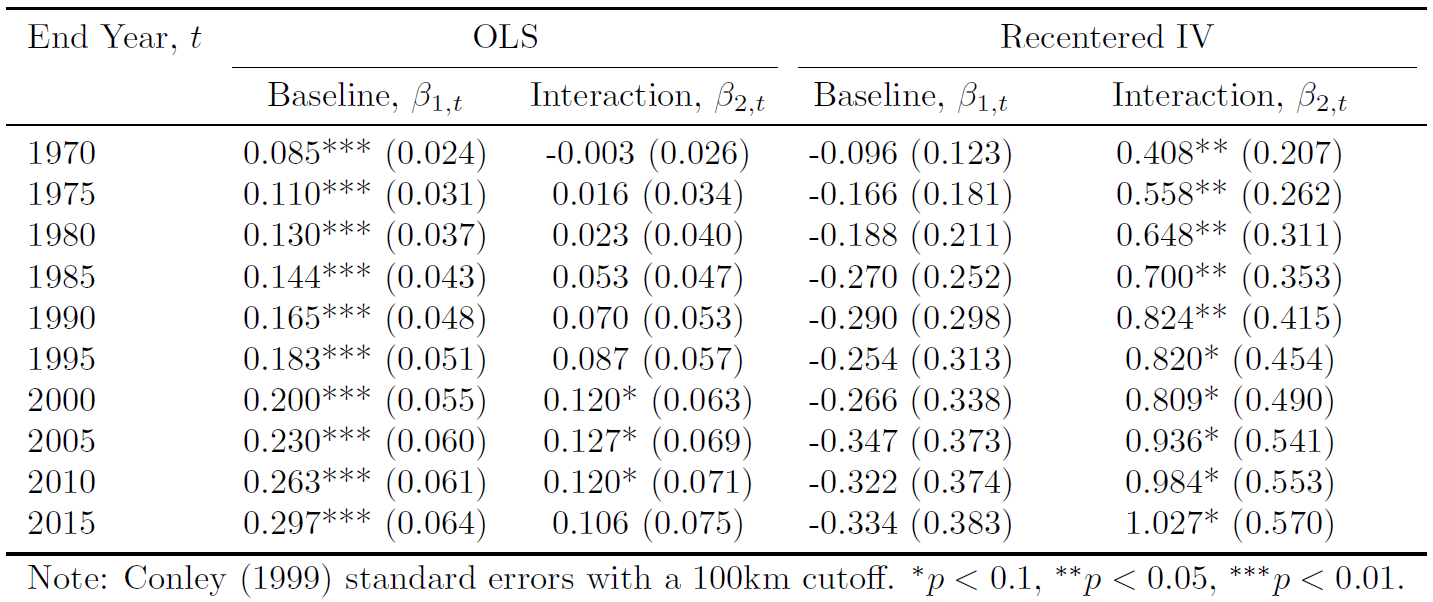 End Year, t OLS Recentered IV
Baseline, β1,t Interaction, β2,t Baseline, β1,t Interaction, β2,t
1970 0.085*** (0.024) -0.003 (0.026) -0.096 (0.123) 0.408** (0.207)
1975 0.110*** (0.031) 0.016 (0.034) -0.166 (0.181) 0.558** (0.262)
1980 0.130*** (0.037) 0.023 (0.040) -0.188 (0.211) 0.648** (0.311)
1985 0.144*** (0.043) 0.053 (0.047) -0.270 (0.252) 0.700** (0.353)
1990 0.165*** (0.048) 0.070 (0.053) -0.290 (0.298) 0.824** (0.415)
1995 0.183*** (0.051) 0.087 (0.057) -0.254 (0.313) 0.820* (0.454)
2000 0.200*** (0.055) 0.120* (0.063) -0.266 (0.338) 0.809* (0.490)
2005 0.230*** (0.060) 0.127* (0.069) -0.347 (0.373) 0.936* (0.541)
2010 0.263*** (0.061) 0.120* (0.071) -0.322 (0.374) 0.984* (0.553)
2015 0.297*** (0.064) 0.106 (0.075) -0.334 (0.383) 1.027* (0.570)
Note: Conley (1999) standard errors with a 100km cutoff. *p < 0.1, **p < 0.05, ***p < 0.01.